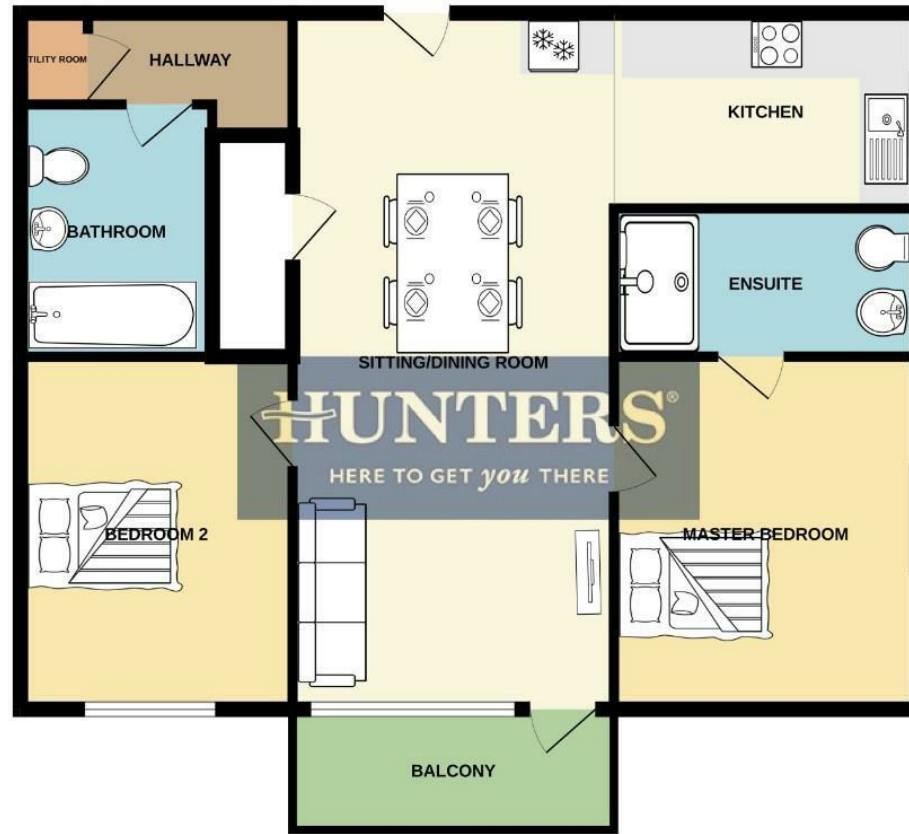 TILITY ROOM
HALLWAY
KITCHEN
BATHROOM
ENSUITE
SITTING/DINING ROOM
HUNTERS®
HERE TO GET you THERE
BEDROOM 2
MASTER BEDROOM
BALCONY